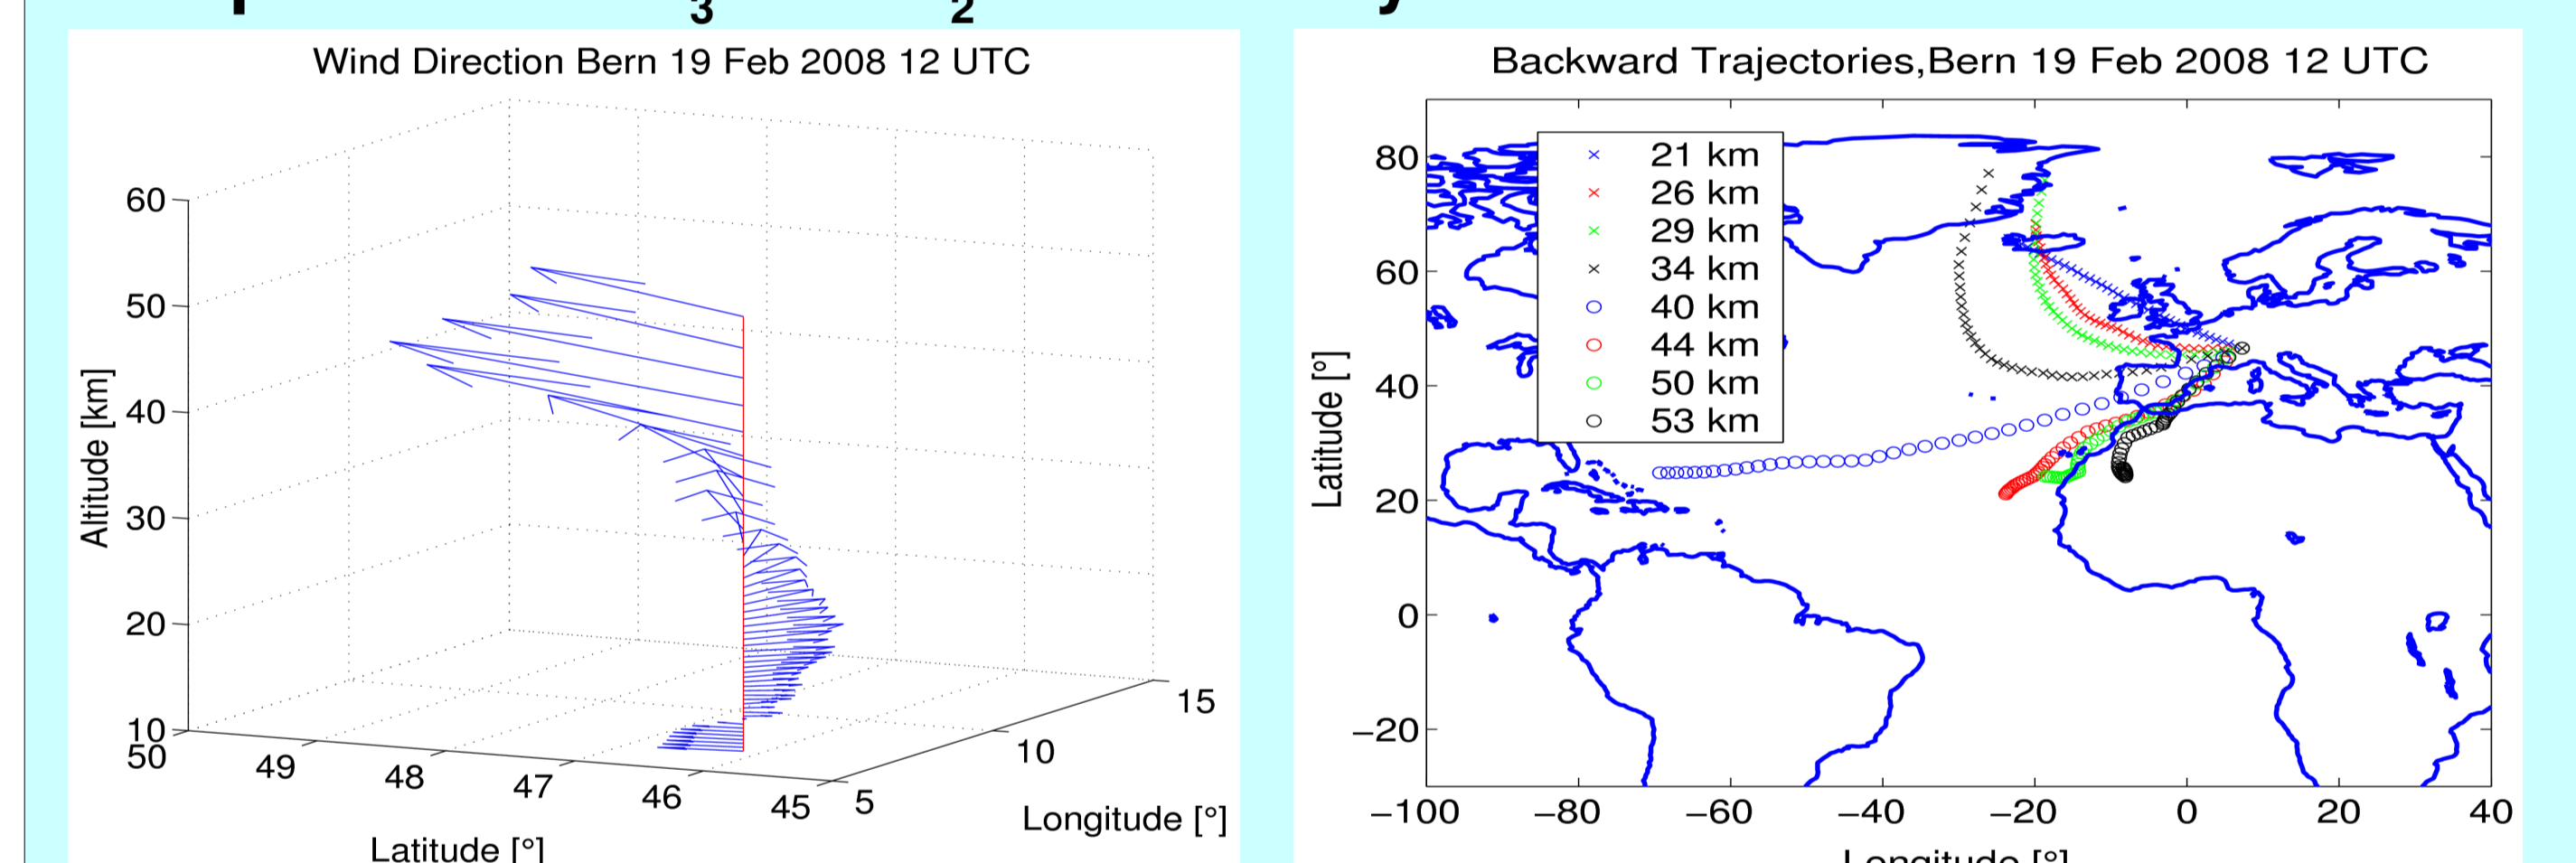 3 2
Wind Direction Bern 19 Feb 2008 12 UTC
60
50
40
30
20
10
Altitude [km]
50 49 48 47 46 45
Latitude [°]
5 10 15
Longitude [°]
Backward Trajectories,Bern 19 Feb 2008 12 UTC
21 km
26 km
29 km
34 km
40 km
44 km
50 km
53 km
80
60
40
20
0
−20
Latitude [°]
−100 −80 −60 −40 −20 0 20 40
Longitude [°]